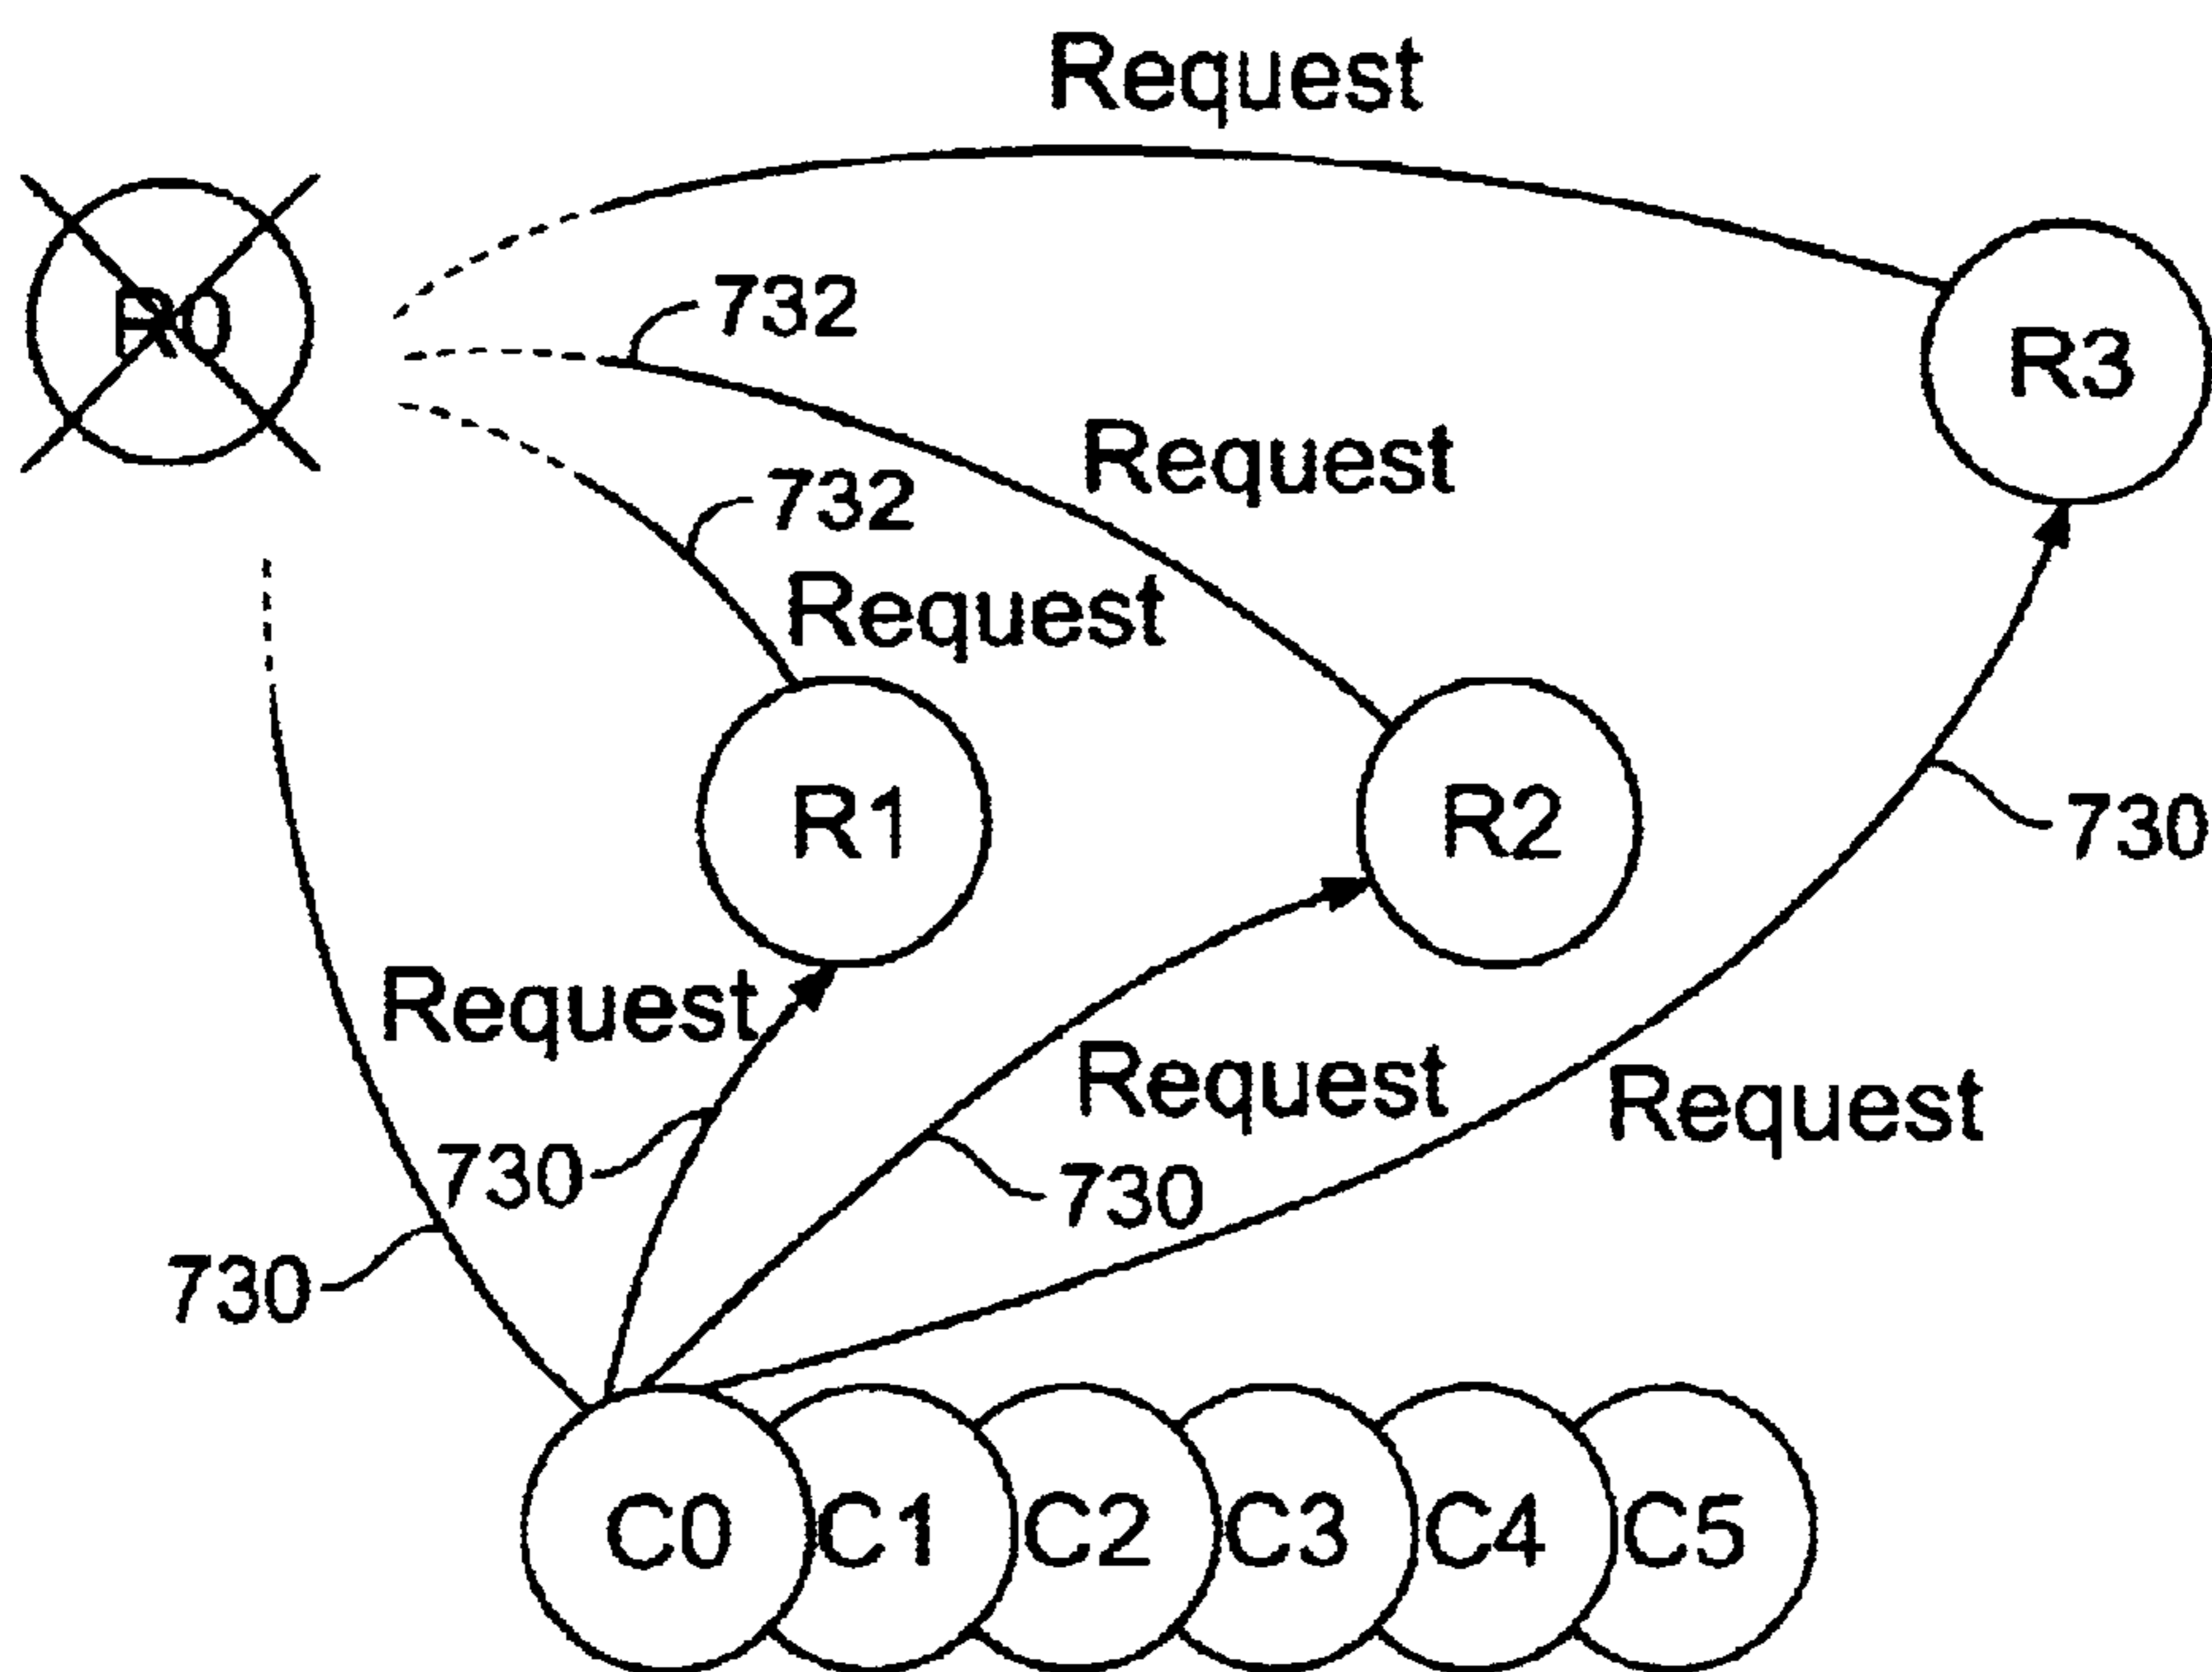 Request
R0
732
R3
Request
732
Request
R1
R2
730
Request
Request
Request
730
730
730
C0
C1
C2
C3
C4
C5